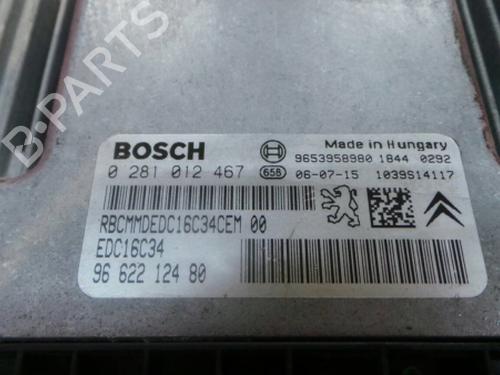 B-PARTS
BOSCH
Made in Hungary
9653958980 1844 0292
0 281 012 467
658 06-07-15 1039S14117
RBCMMDEDC16C34CEM 00
EDC16C34
96 622 124 80